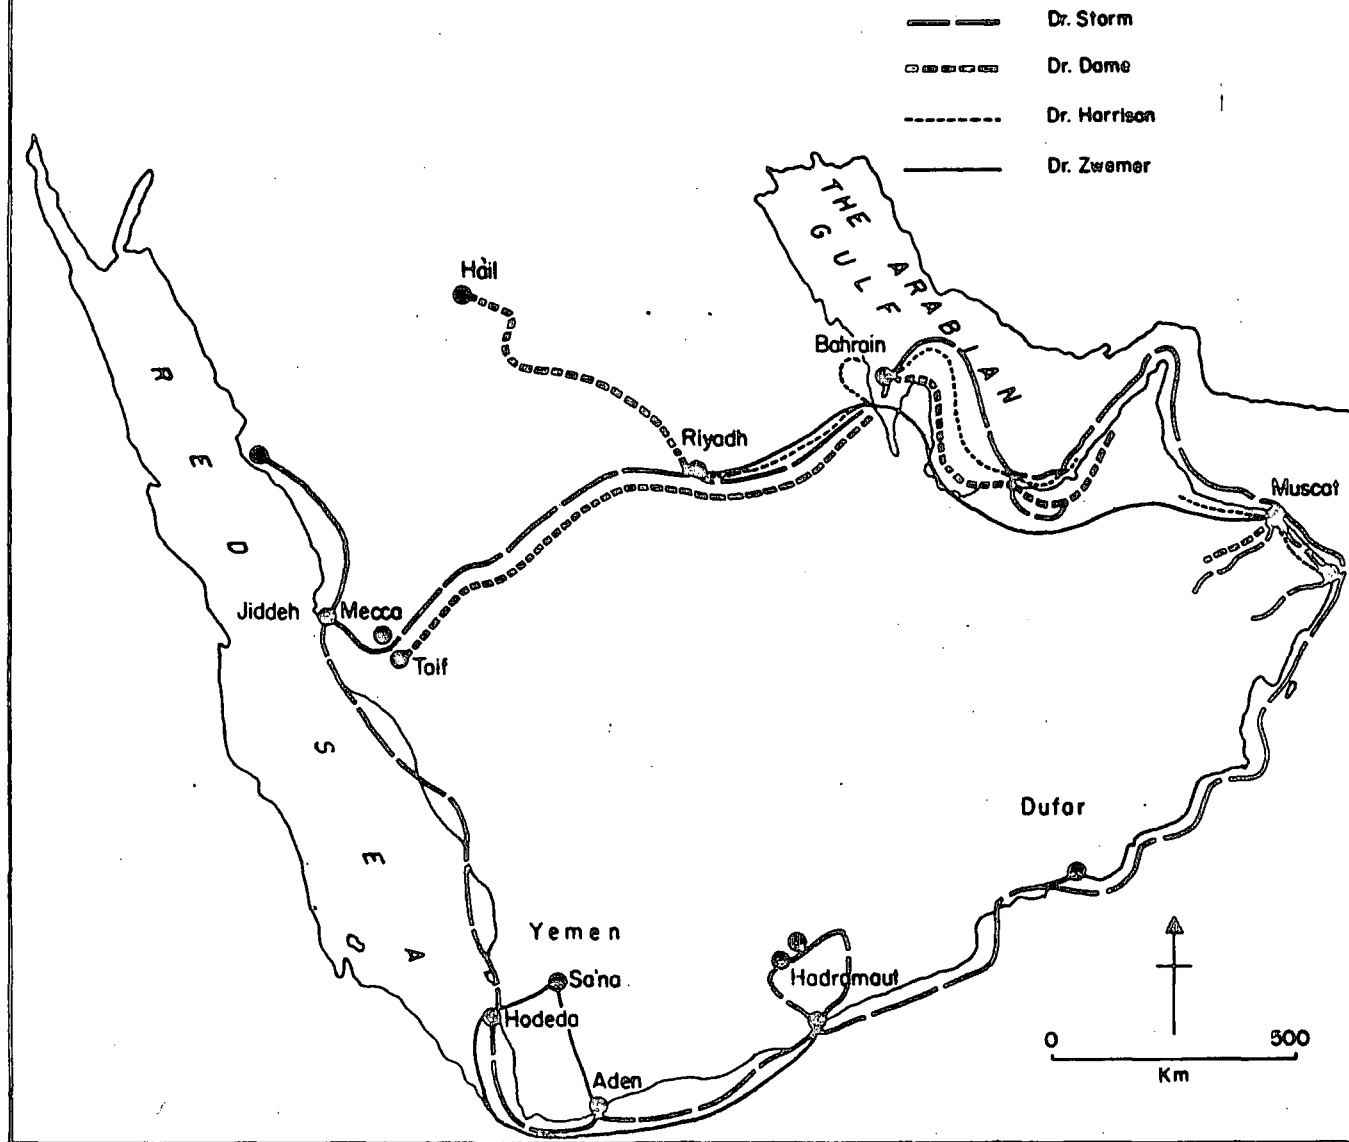 Dr. Storm
Dr. Dame
Dr. Harrison
Dr. Zwemer
THE ARABIAN
GULF
Hàil
Bahrain
Riyadh
Muscat
RED SEA
Jiddeh
Mecca
Taif
Dufar
Yemen
Sa'na
Hadramaut
Hodeda
Aden
0 500
Km